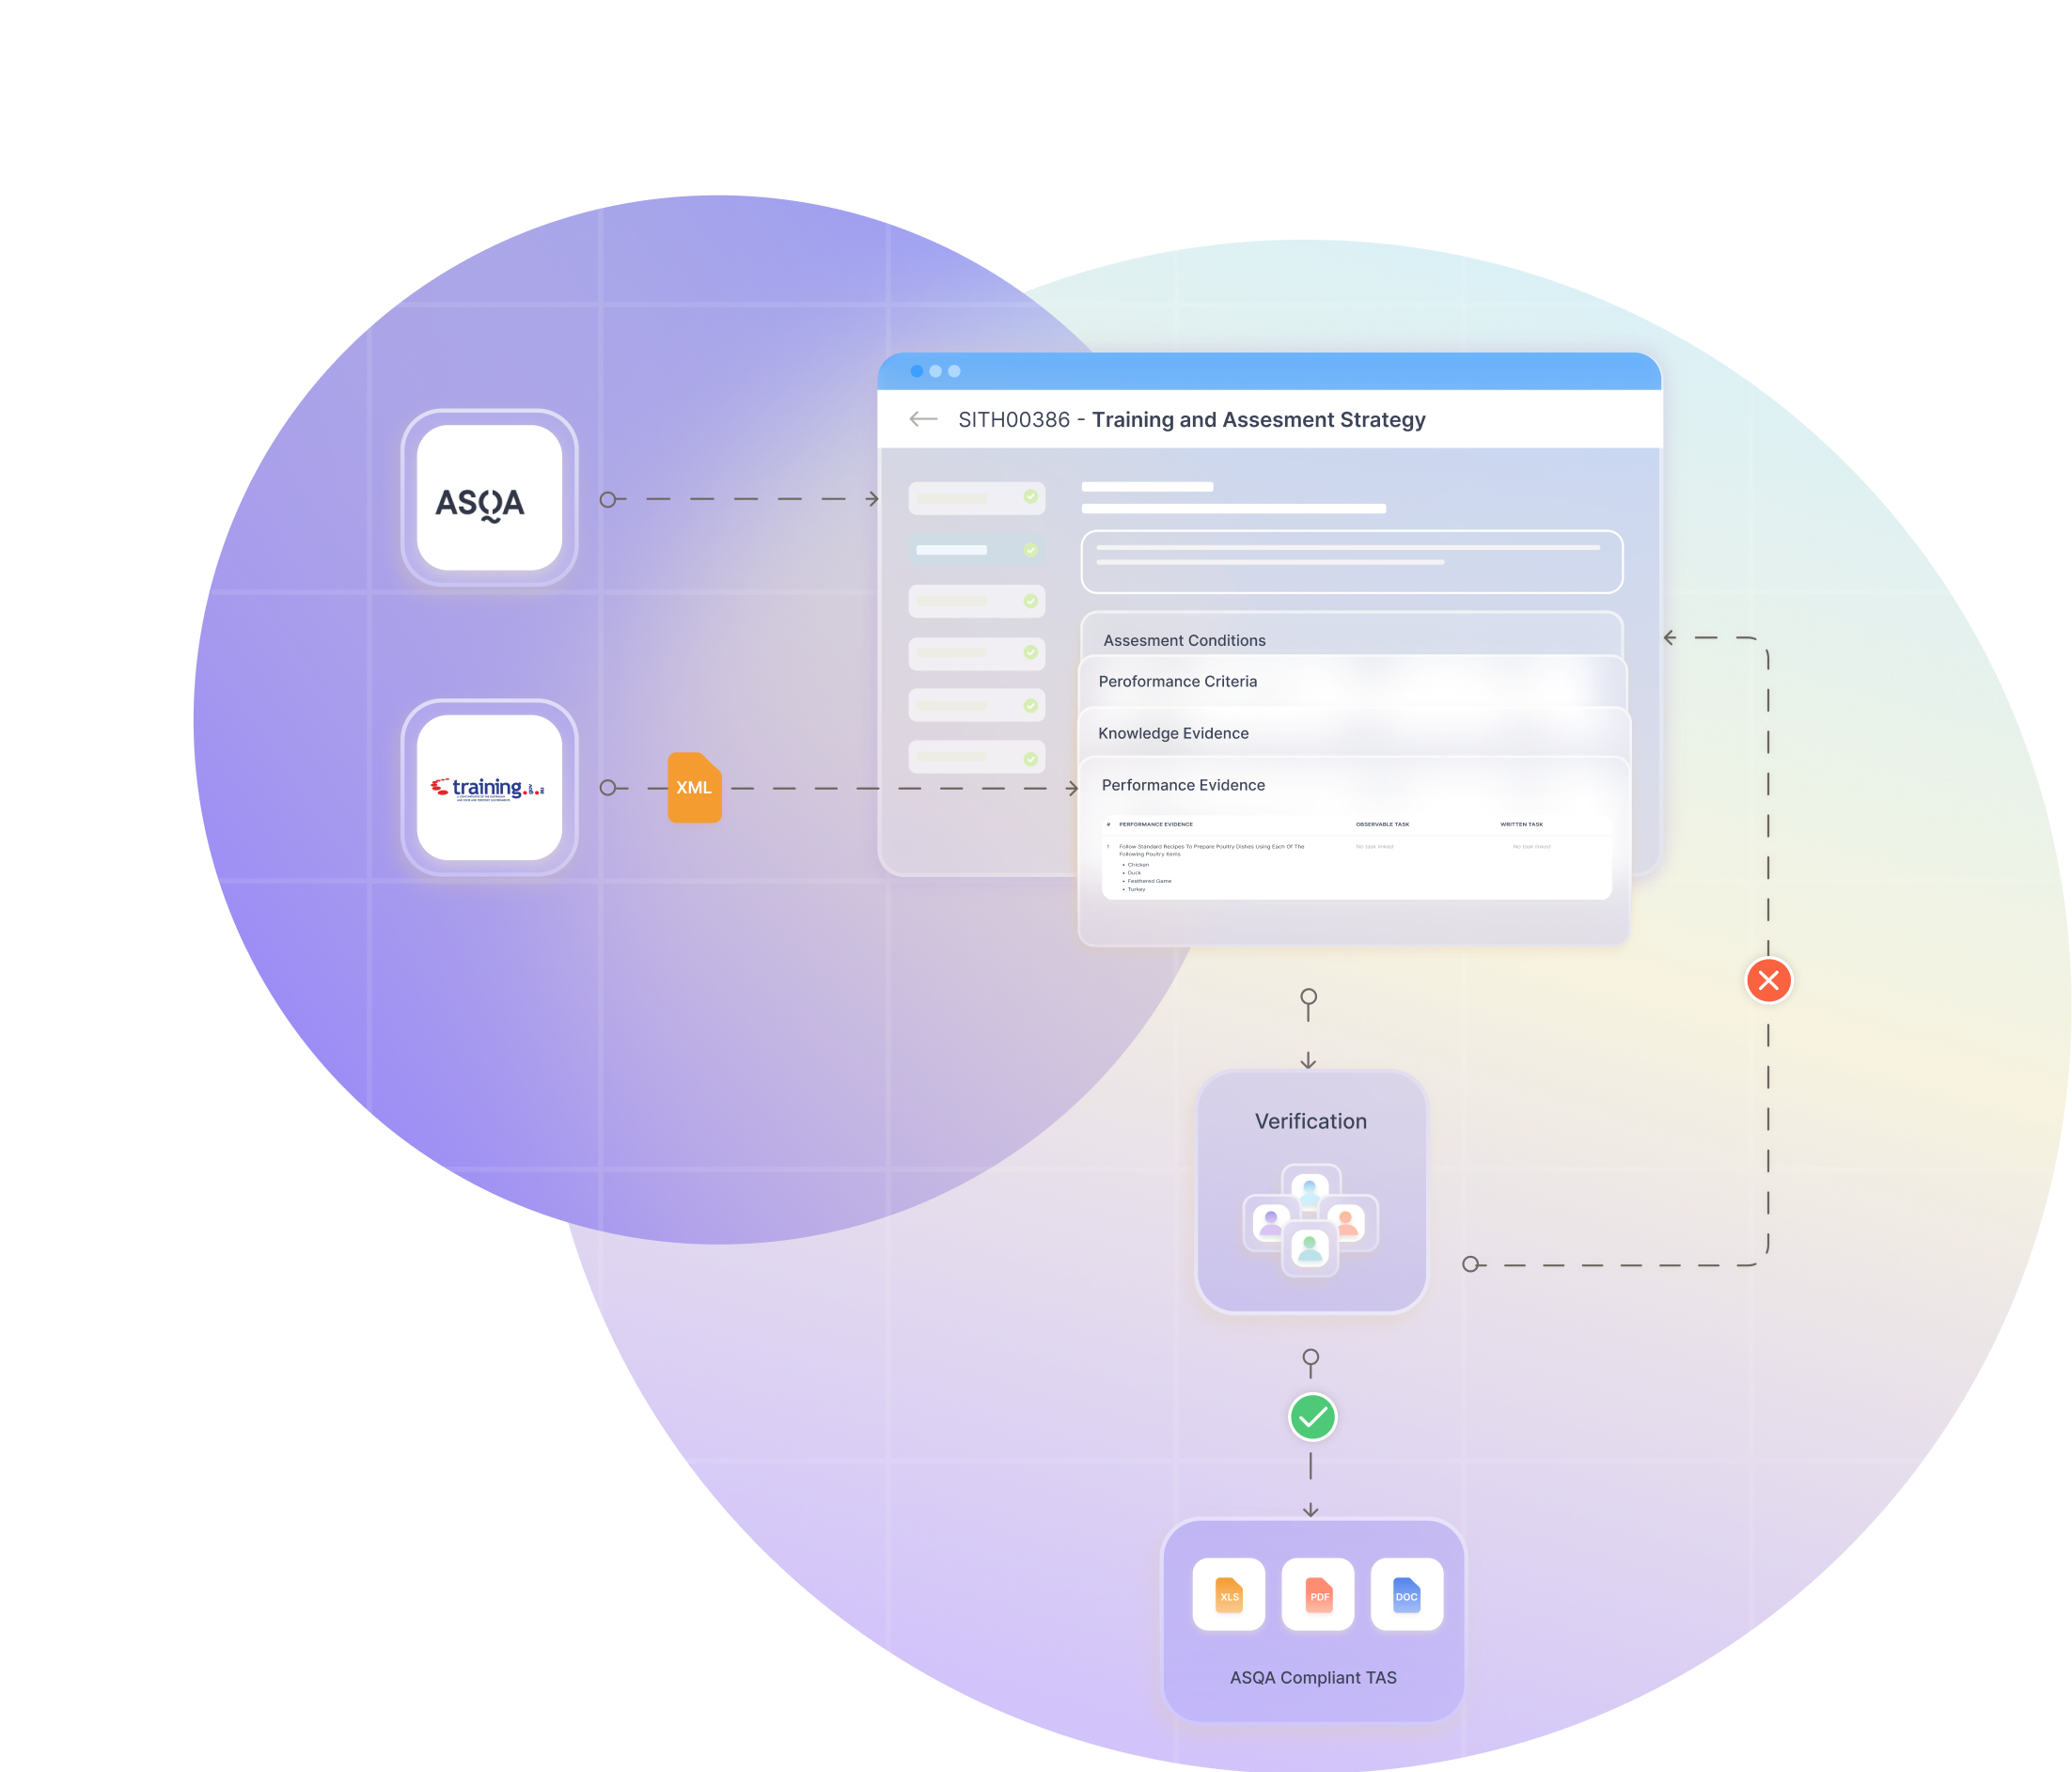 ASQA
training.gov.au
XML
SITH00386 - Training and Assesment Strategy
Assesment Conditions
Peroformance Criteria
Knowledge Evidence
Performance Evidence
# PERFORMANCE EVIDENCE OBSERVABLE TASK WRITTEN TASK
1 Follow Standard Recipes To Prepare Poultry Dishes Using Each Of The No task linked No task linked
Following Poultry Items
• Chicken
• Duck
• Feathered Game
• Turkey
Verification
XLS PDF DOC
ASQA Compliant TAS